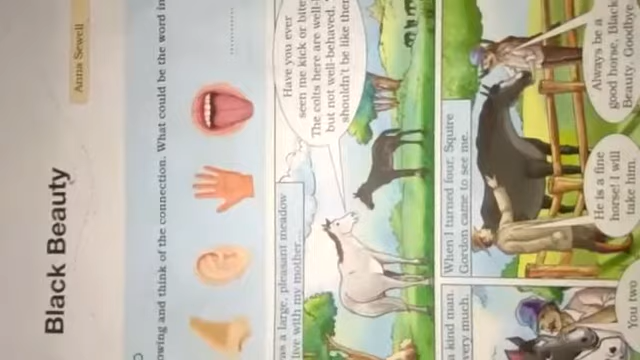 Black Beauty
Anna Sewell
owing and think of the connection. What could be the word in
as a large, pleasant meadow
live with my mother...
Have you ever
seen me kick or bite
The colts here are well-
but not well-behaved.
shouldn't be like them
kind man.
very much.
When I turned four, Squire
Gordon came to see me.
He is a fine
horse! I will
take him.
Always be a
good horse, Black
Beauty. Goodbye.
You two